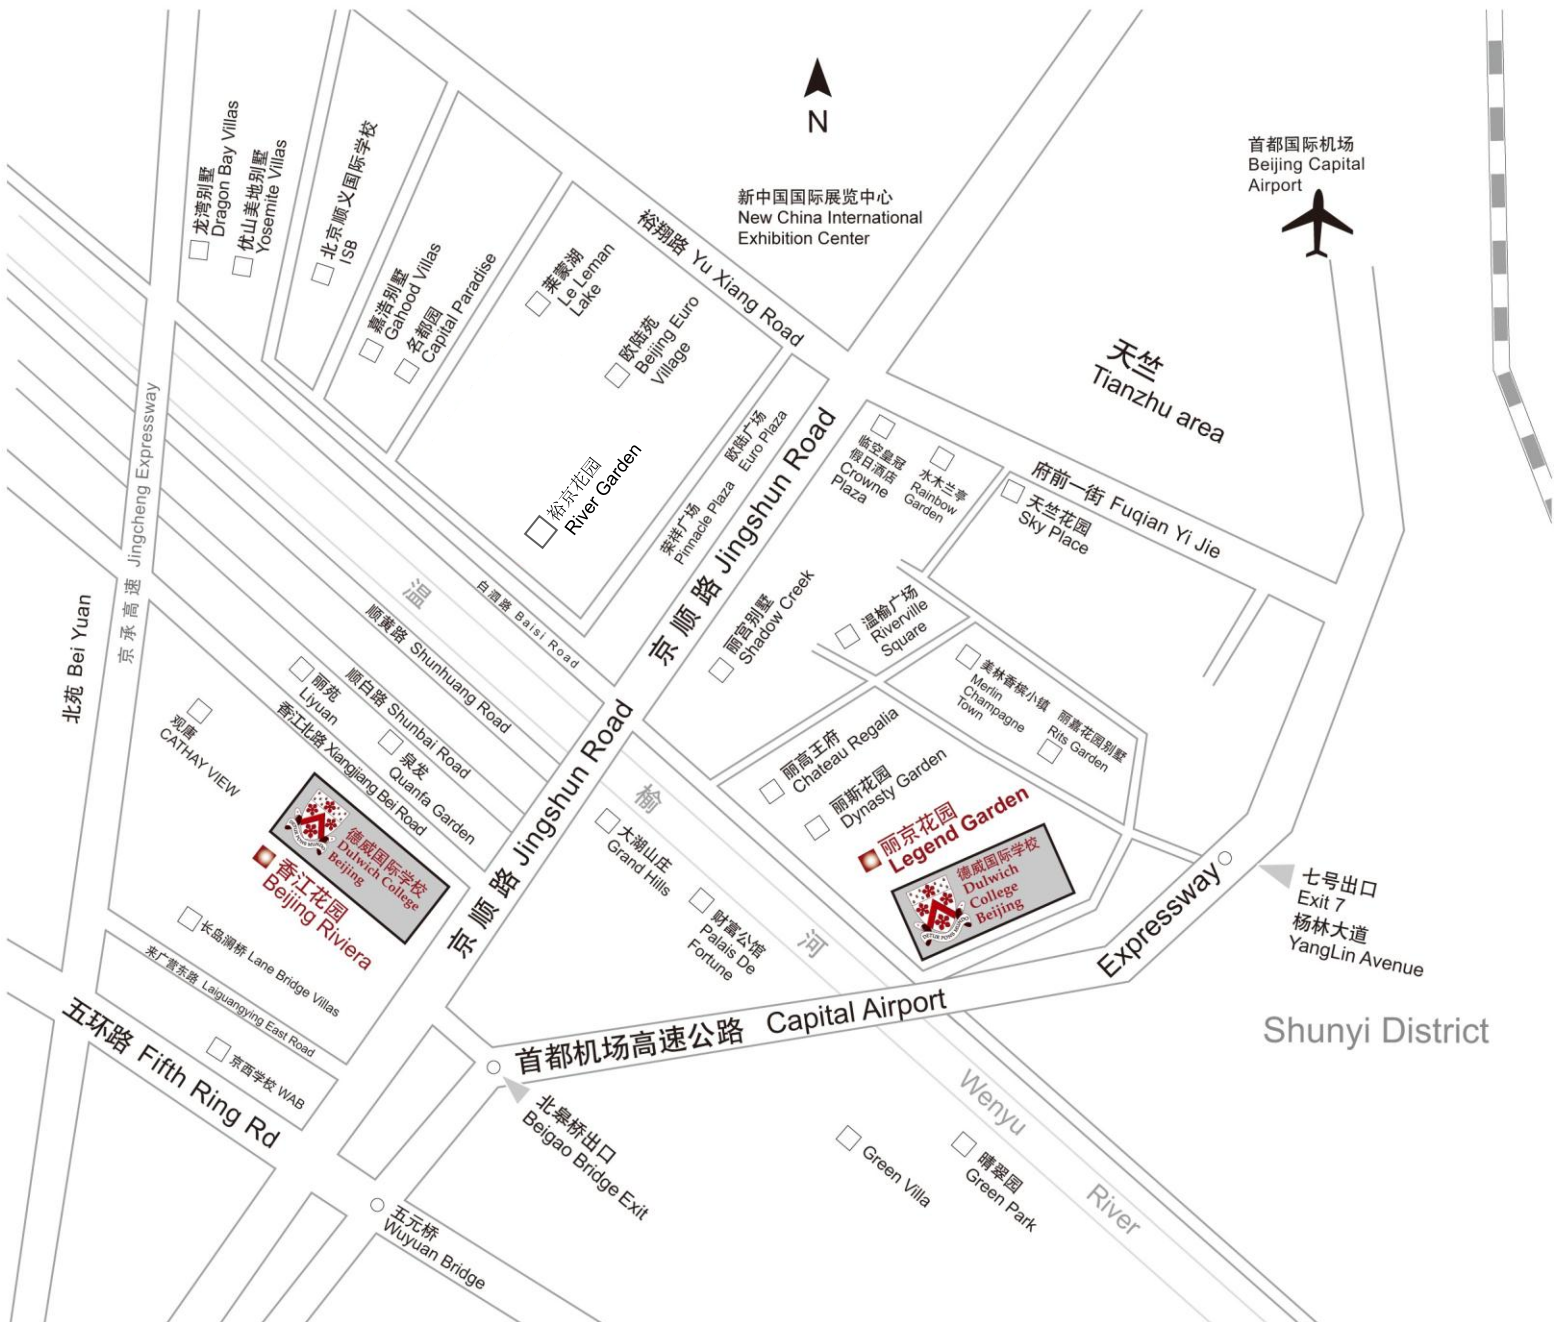 N
首都国际机场
Beijing Capital
Airport
新中国国际展览中心
New China International
Exhibition Center
龙湾别墅
Dragon Bay Villas
优山美地别墅
Yosemite Villas
北京顺义国际学校
ISB
嘉浩别墅
Gahood Villas
名都园
Capital Paradise
莱蒙湖
Le Leman
Lake
欧陆苑
Beijing Euro
Village
裕翔路 Yu Xiang Road
天竺
Tianzhu area
欧陆广场
Euro Plaza
荣祥广场
Pinnacle Plaza
裕京花园
River Garden
京顺路 Jingshun Road
临空皇冠
假日酒店
Crowne
Plaza
水木兰亭
Rainbow
Garden
府前一街 Fuqian Yi Jie
天竺花园
Sky Place
京承高速 Jingcheng Expressway
北苑 Bei Yuan
温
白泗路 Baisi Road
顺黄路 Shunhuang Road
顺白路 Shunbai Road
香江北路 Xiangjiang Bei Road
丽苑
Liyuan
泉发
Quanfa Garden
观唐
CATHAY VIEW
丽宫别墅
Shadow Creek
温榆广场
Riverville
Square
美林香槟小镇
Merlin
Champagne
Town
丽嘉花园别墅
Rits Garden
丽高王府
Chateau Regalia
丽斯花园
Dynasty Garden
丽京花园
Legend Garden
德威国际学校
Dulwich
College
Beijing
德威国际学校
Dulwich College
Beijing
香江花园
Beijing Riviera
京顺路 Jingshun Road
榆
大湖山庄
Grand Hills
财富公馆
Palais De
Fortune
河
长岛澜桥 Lane Bridge Villas
来广营东路 Laiguangying East Road
京西学校 WAB
五环路 Fifth Ring Rd
首都机场高速公路 Capital Airport
Expressway
七号出口
Exit 7
杨林大道
YangLin Avenue
Shunyi District
北皋桥出口
Beigao Bridge Exit
五元桥
Wuyuan Bridge
Wenyu
River
Green Villa
晴翠园
Green Park